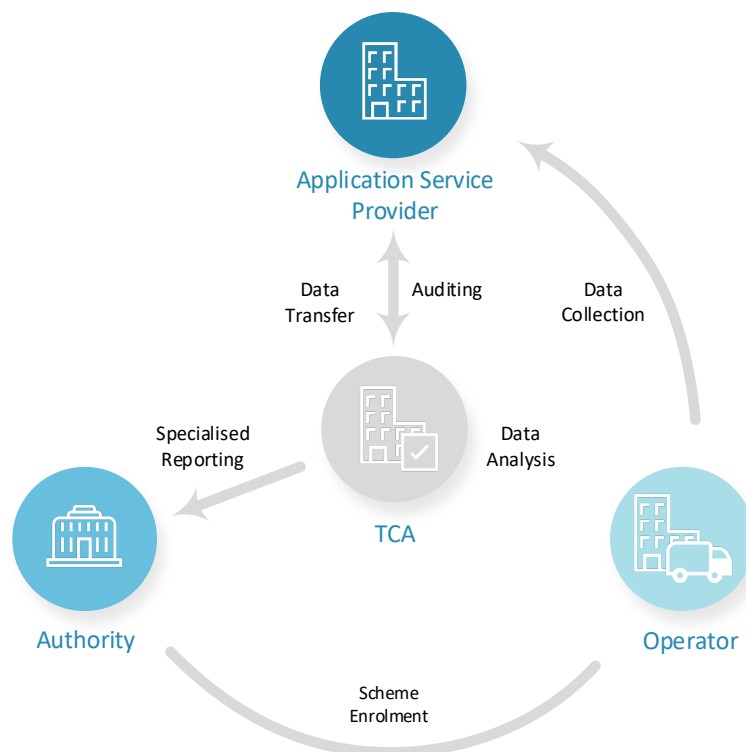 Application Service
Provider
Data
Transfer
Auditing
Data
Collection
Specialised
Reporting
Data
Analysis
TCA
Authority
Operator
Scheme
Enrolment